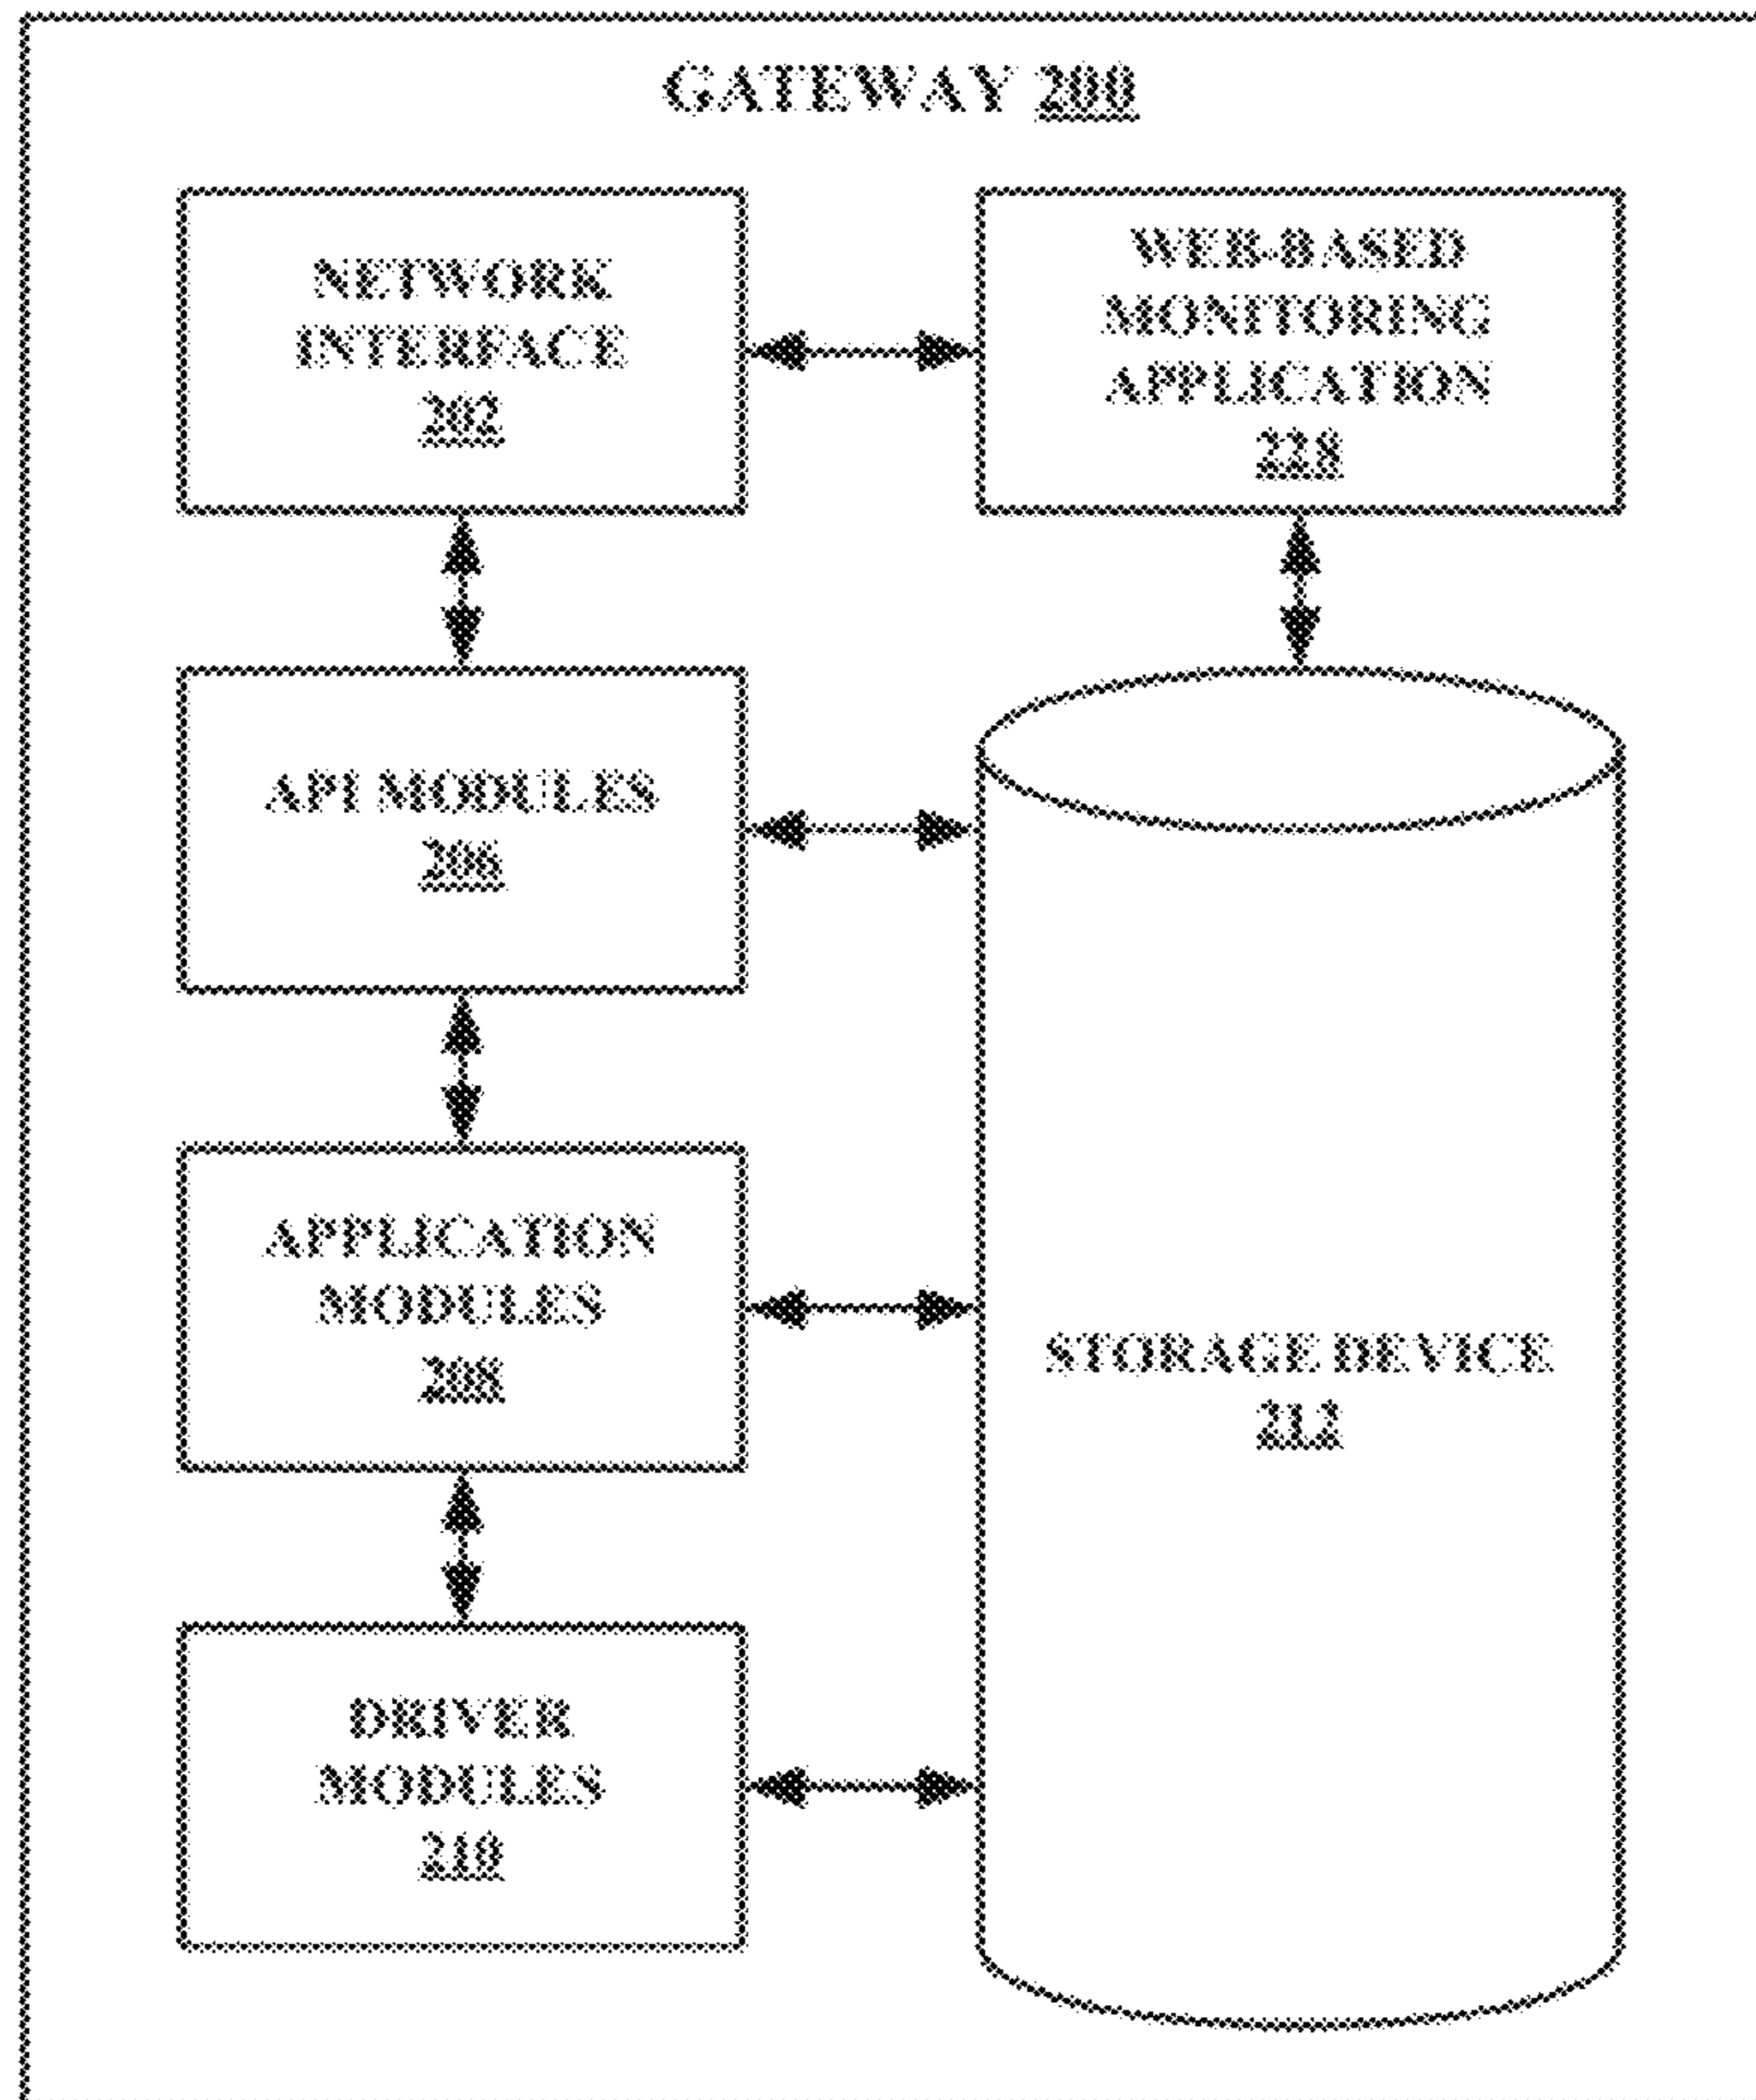 GATEWAY 200
NETWORK
INTERFACE
202
WEB-BASED
MONITORING
APPLICATION
228
API MODULES
206
APPLICATION
MODULES
208
STORAGE DEVICE
212
DRIVER
MODULES
210